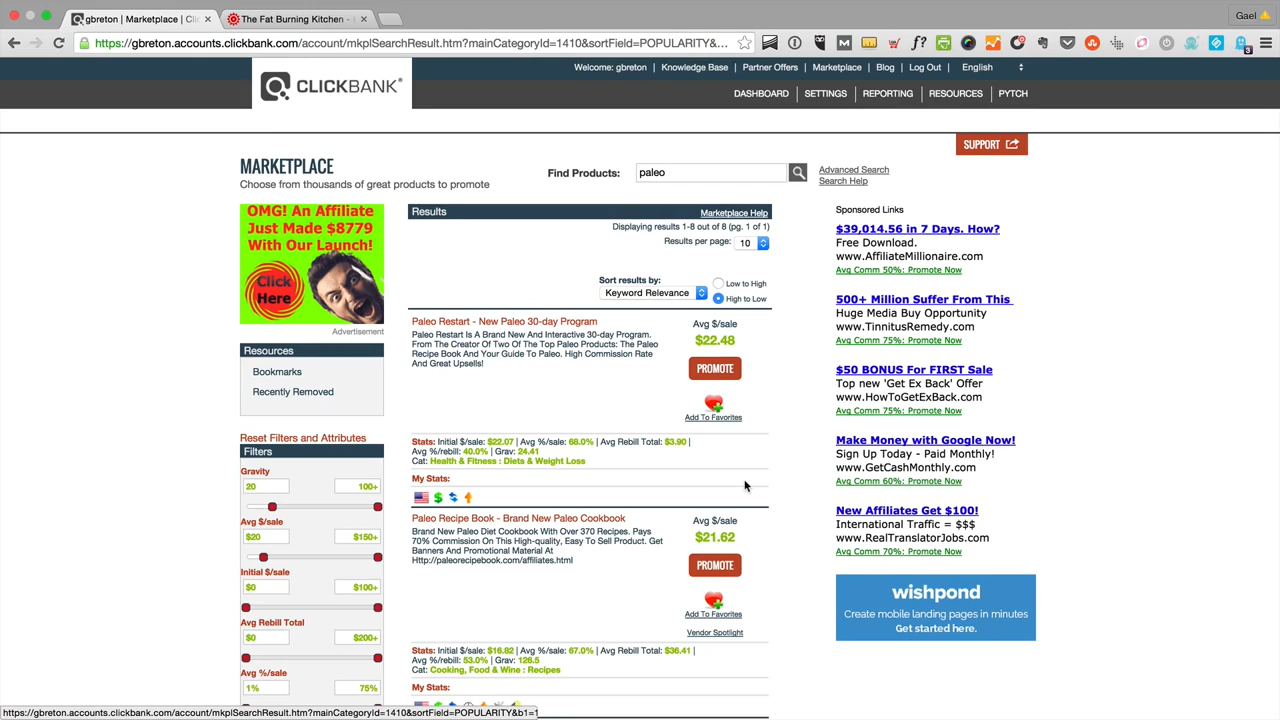 gbreton | Marketplace | Cli
The Fat Burning Kitchen -
Gael
https://gbreton.accounts.clickbank.com/account/mkplSearchResult.htm?mainCategoryId=1410&sortField=POPULARITY&...
Welcome: gbreton | Knowledge Base | Partner Offers | Marketplace | Blog | Log Out | English
CLICKBANK®
DASHBOARD | SETTINGS | REPORTING | RESOURCES | PYTCH
SUPPORT
MARKETPLACE
Choose from thousands of great products to promote
Find Products: paleo
Advanced Search
Search Help
OMG! An Affiliate
Just Made $8779
With Our Launch!
Click
Here
Advertisement
Resources
Bookmarks
Recently Removed
Reset Filters and Attributes
Filters
Gravity
20 100+
Avg $/sale
$20 $150+
Initial $/sale
$0 $100+
Avg Rebill Total
$0 $200+
Avg %/sale
1% 75%
Results Marketplace Help
Displaying results 1-8 out of 8 (pg. 1 of 1)
Results per page: 10
Sort results by:
Keyword Relevance
Low to High
High to Low
Paleo Restart - New Paleo 30-day Program
Paleo Restart Is A Brand New And Interactive 30-day Program.
From The Creator Of Two Of The Top Paleo Products: The Paleo
Recipe Book And Your Guide To Paleo. High Commission Rate
And Great Upsells!
Avg $/sale
$22.48
PROMOTE
Add To Favorites
Stats: Initial $/sale: $22.07 | Avg %/sale: 68.0% | Avg Rebill Total: $3.90 |
Avg %/rebill: 40.0% | Grav: 24.41
Cat: Health & Fitness : Diets & Weight Loss
My Stats:
Paleo Recipe Book - Brand New Paleo Cookbook
Brand New Paleo Diet Cookbook With Over 370 Recipes. Pays
70% Commission On This High-quality, Easy To Sell Product. Get
Banners And Promotional Material At
Http://paleorecipebook.com/affiliates.html
Avg $/sale
$21.62
PROMOTE
Add To Favorites
Vendor Spotlight
Stats: Initial $/sale: $16.82 | Avg %/sale: 67.0% | Avg Rebill Total: $36.41 |
Avg %/rebill: 53.0% | Grav: 126.5
Cat: Cooking, Food & Wine : Recipes
My Stats:
Sponsored Links
$39,014.56 in 7 Days. How?
Free Download.
www.AffiliateMillionaire.com
Avg Comm 50%: Promote Now
500+ Million Suffer From This
Huge Media Buy Opportunity
www.TinnitusRemedy.com
Avg Comm 75%: Promote Now
$50 BONUS For FIRST Sale
Top new 'Get Ex Back' Offer
www.HowToGetExBack.com
Avg Comm 75%: Promote Now
Make Money with Google Now!
Sign Up Today - Paid Monthly!
www.GetCashMonthly.com
Avg Comm 60%: Promote Now
New Affiliates Get $100!
International Traffic = $$$
www.RealTranslatorJobs.com
Avg Comm 70%: Promote Now
wishpond
Create mobile landing pages in minutes
Get started here.
https://gbreton.accounts.clickbank.com/account/mkplSearchResult.htm?mainCategoryId=1410&sortField=POPULARITY&b1=1